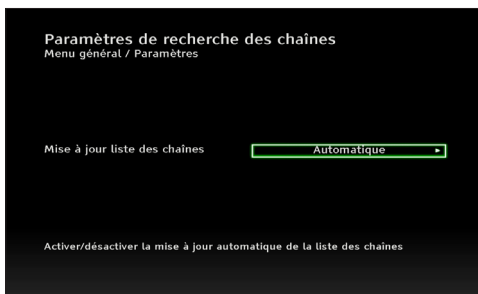 Paramètres de recherche des chaînes
Menu général / Paramètres
Mise à jour liste des chaînes
Automatique
Activer/désactiver la mise à jour automatique de la liste des chaînes